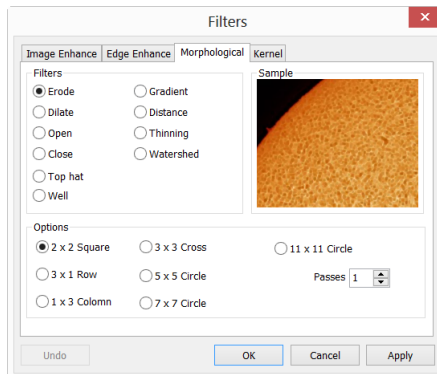 Filters
Image Enhance Edge Enhance Morphological Kernel
Filters
Sample
Erode Gradient
Dilate Distance
Open Thinning
Close Watershed
Top hat
Well
Options
2 x 2 Square 3 x 3 Cross 11 x 11 Circle
3 x 1 Row 5 x 5 Circle Passes 1
1 x 3 Colomn 7 x 7 Circle
Undo OK Cancel Apply